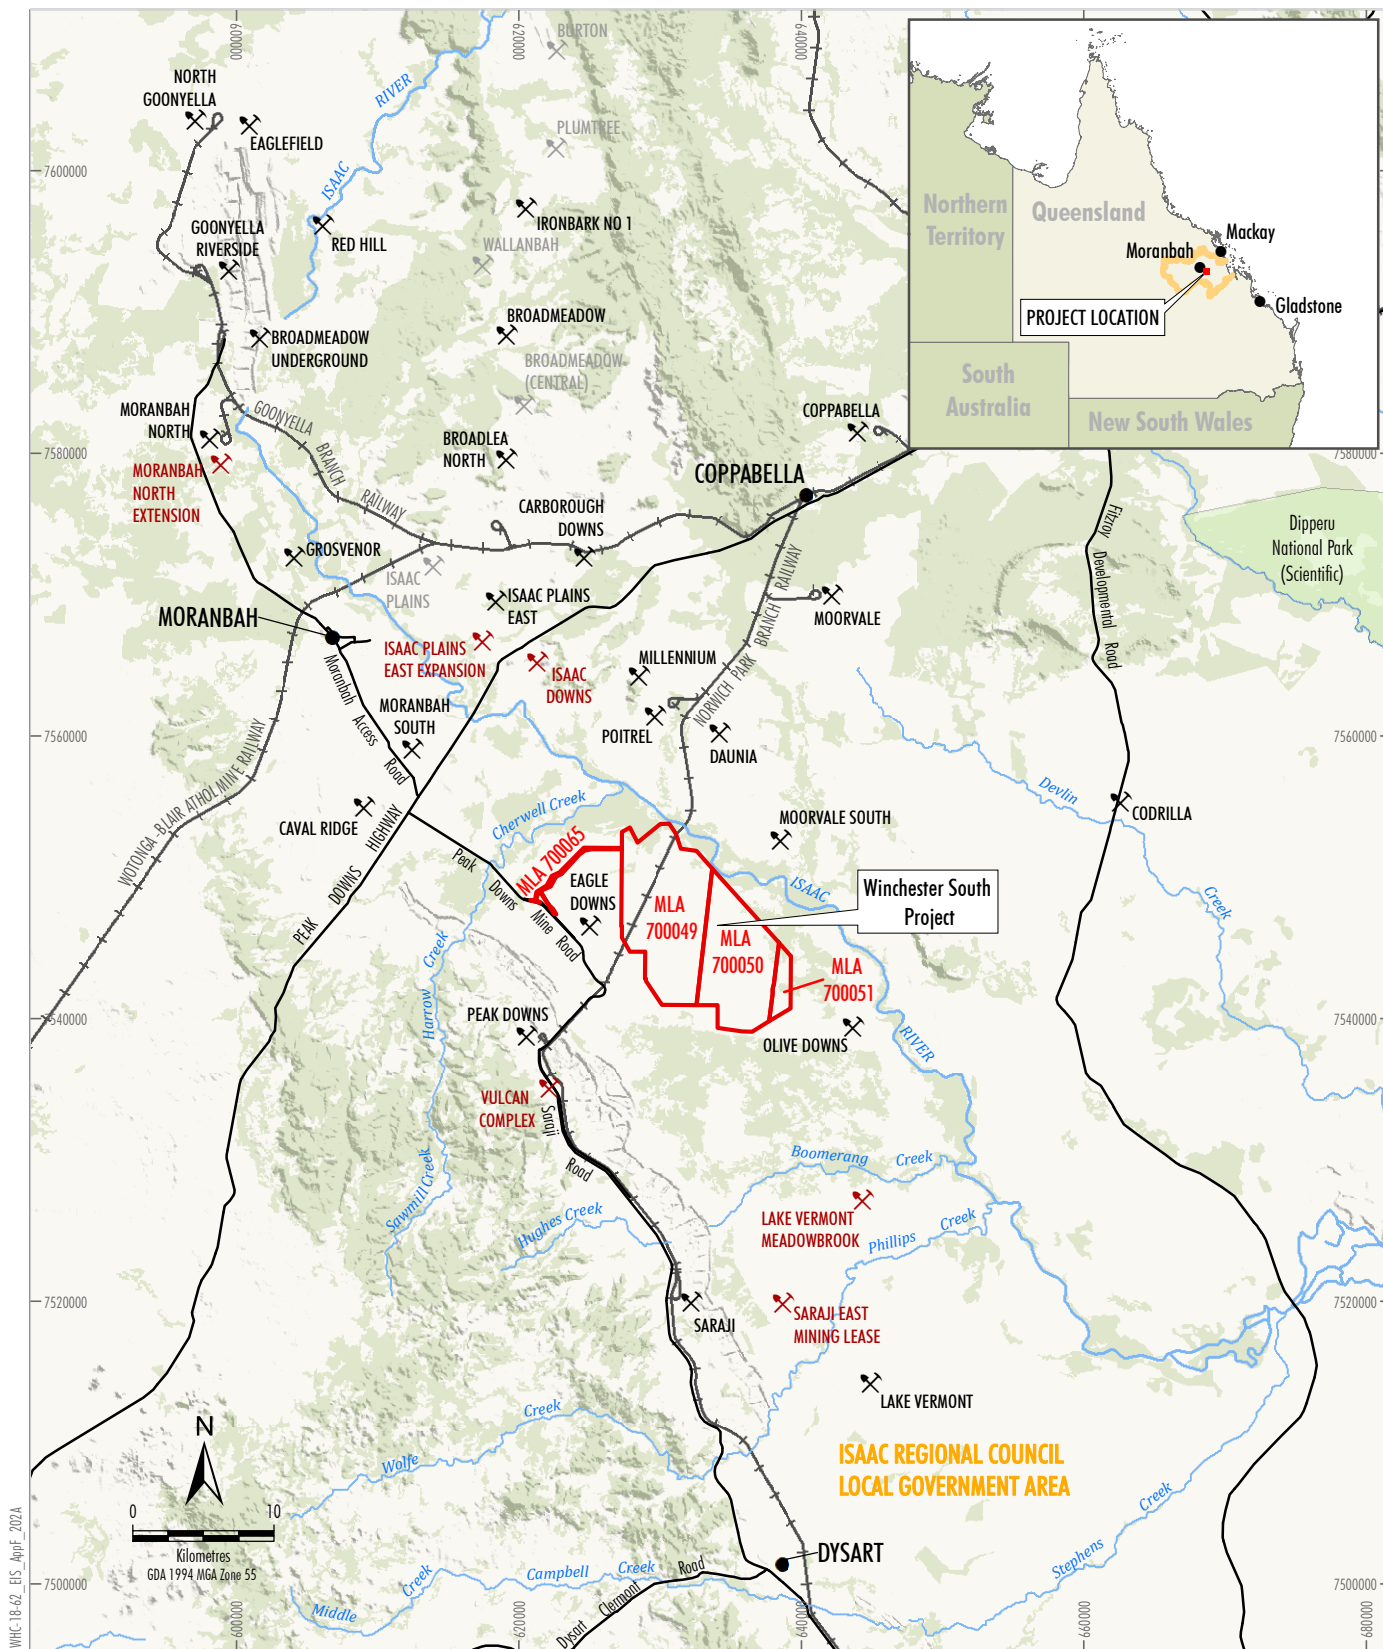 600000
620000
640000
BURTON
NORTH
GOONYELLA
EAGLEFIELD
RIVER
ISAAC
PLUMTREE
7600000
IRONBARK NO 1
RED HILL
GOONYELLA
RIVERSIDE
WALLANBAH
BROADMEADOW
BROADMEADOW
UNDERGROUND
BROADMEADOW
(CENTRAL)
Northern
Territory
Queensland
Mackay
Moranbah
PROJECT LOCATION
Gladstone
South
Australia
New South Wales
MORANBAH
NORTH
GOONYELLA
BRANCH
RAILWAY
COPPABELLA
BROADLEA
NORTH
7580000
7580000
MORANBAH
NORTH
EXTENSION
COPPABELLA
CARBOROUGH
DOWNS
Fitzroy
Developmental
Road
Dipperu
National Park
(Scientific)
GROSVENOR
ISAAC
PLAINS
ISAAC PLAINS
EAST
NORWICH PARK
BRANCH
RAILWAY
MOORVALE
MORANBAH
ISAAC PLAINS
EAST EXPANSION
ISAAC
DOWNS
MILLENNIUM
Moranbah
Access
Road
MORANBAH
SOUTH
POITREL
DAUNIA
7560000
7560000
WOTONGA-BLAIR ATHOL MINE RAILWAY
Devlin
Creek
CODRILLA
CAVAL RIDGE
PEAK
DOWNS
HIGHWAY
Cherwell Creek
MOORVALE SOUTH
Peak
Downs
Mine Road
MLA 700065
EAGLE
DOWNS
MLA
700049
MLA
700050
MLA
700051
Winchester South
Project
ISAAC
RIVER
Harrow
Creek
7540000
7540000
PEAK DOWNS
OLIVE DOWNS
VULCAN
COMPLEX
Saraji
Road
Boomerang
Creek
Sawmill Creek
Hughes Creek
LAKE VERMONT
MEADOWBROOK
Phillips
Creek
7520000
7520000
SARAJI
SARAJI EAST
MINING LEASE
LAKE VERMONT
Wolfe
Creek
ISAAC REGIONAL COUNCIL
LOCAL GOVERNMENT AREA
N
0
10
Kilometres
GDA 1994 MGA Zone 55
Stephens
Creek
DYSART
Middle
Creek
Campbell
Creek
Dysart
Clermont
Road
7500000
7500000
600000
620000
640000
660000
680000
WHC-18-62_EIS_AppF_202A